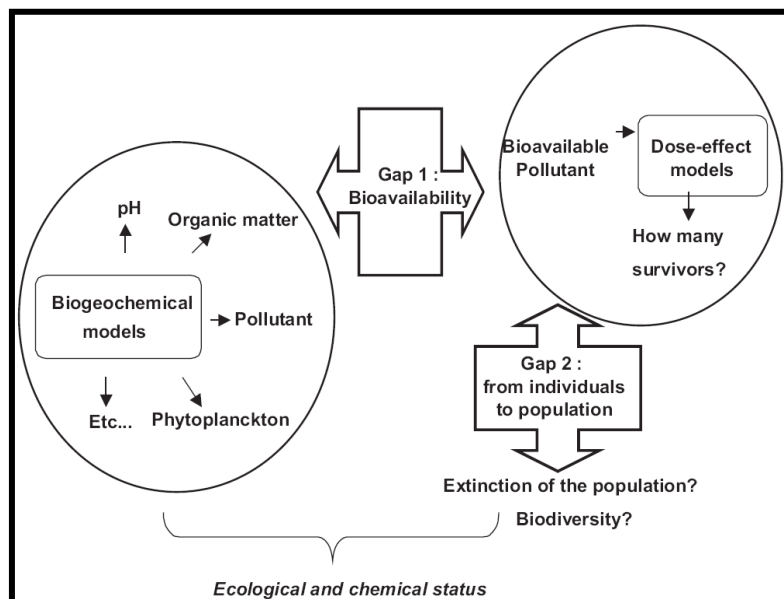 Gap 1 :
Bioavailability
Bioavailable
Pollutant
Dose-effect
models
How many
survivors?
pH
Organic matter
Biogeochemical
models
Pollutant
Etc...
Phytoplanckton
Gap 2 :
from individuals
to population
Extinction of the population?
Biodiversity?
Ecological and chemical status